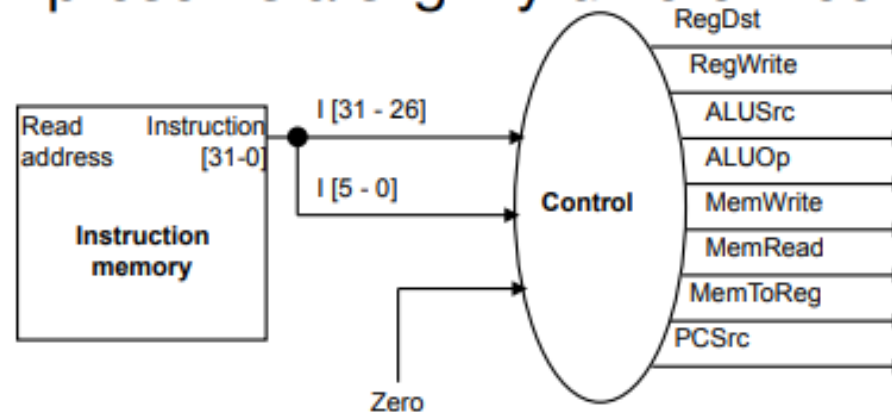 RegDst
RegWrite
ALUSrc
ALUOp
MemWrite
MemRead
MemToReg
PCSrc
Read
address
Instruction
[31-0]
Instruction
memory
I [31 - 26]
I [5 - 0]
Control
Zero